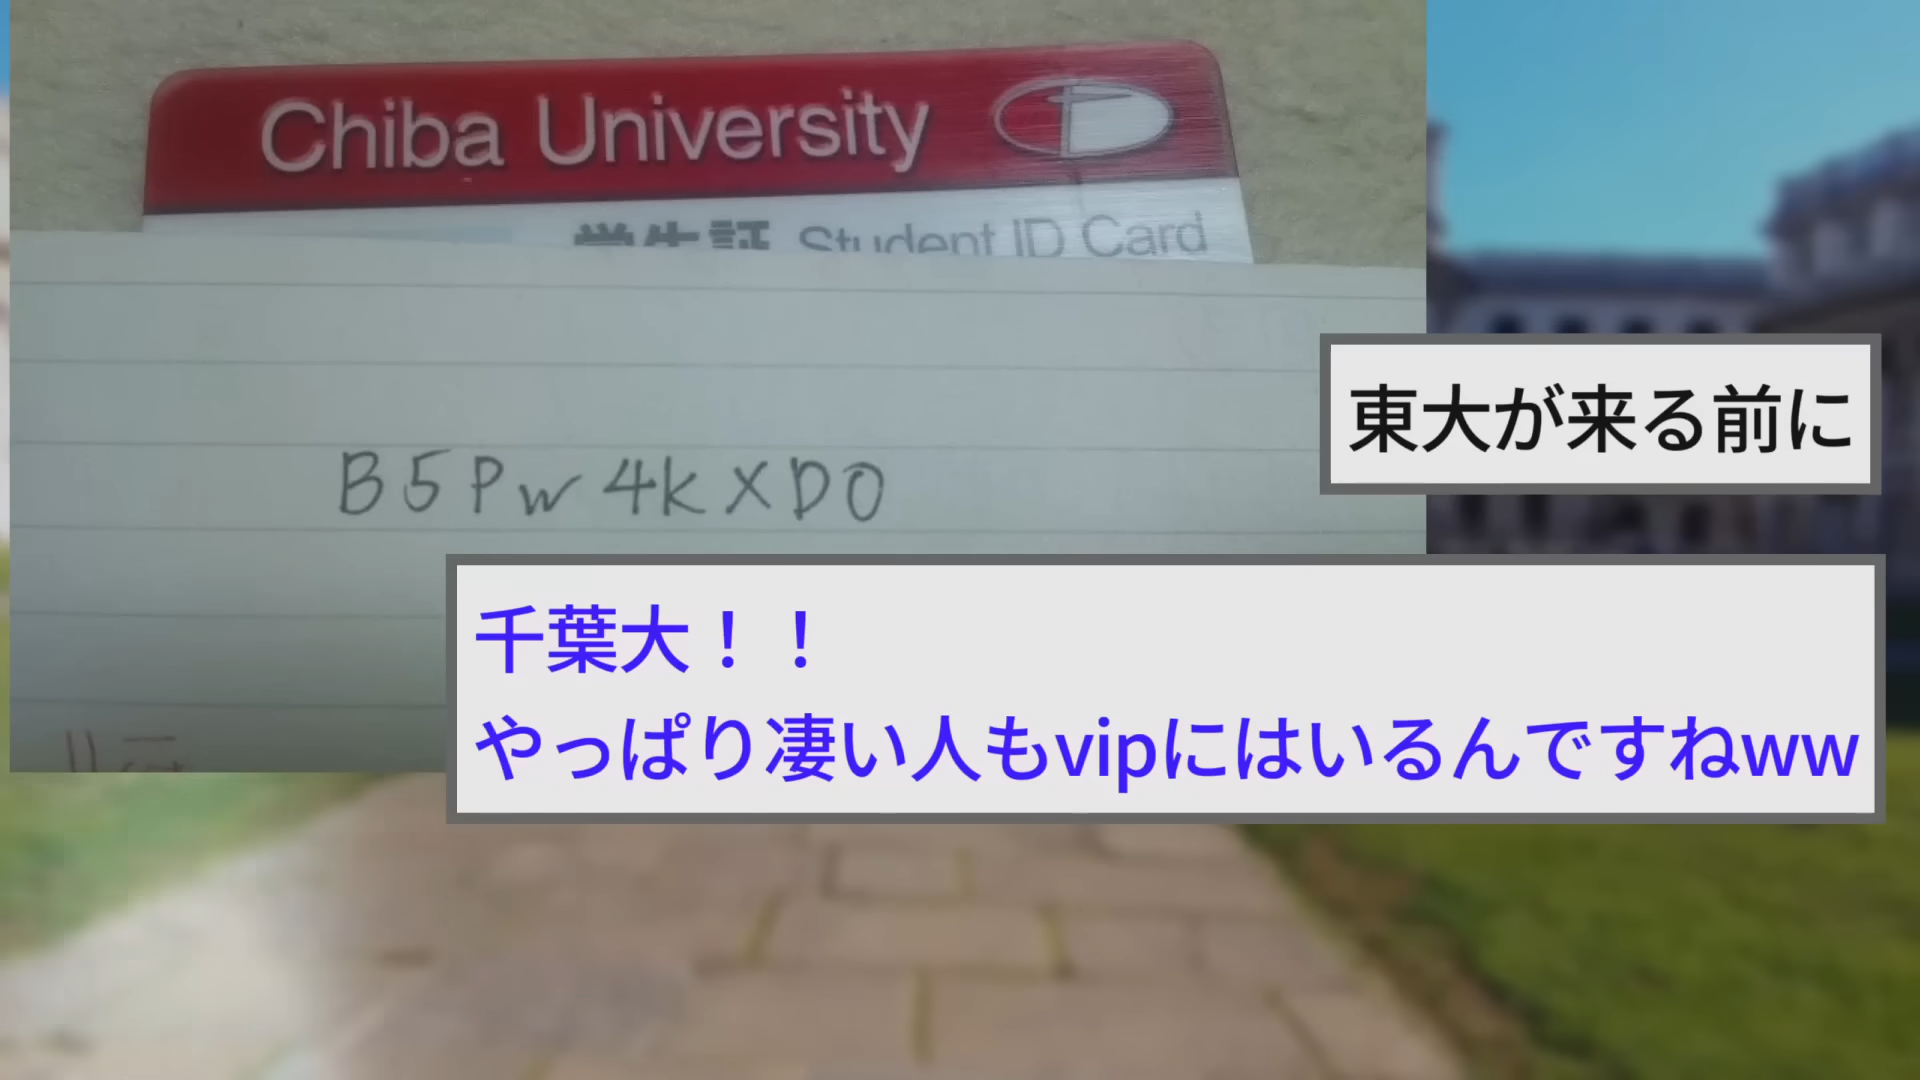 Chiba University
学生証 Student ID Card
B5Pw4kXD0
東大が来る前に
千葉大！！
やっぱり凄い人もvipにはいるんですねww